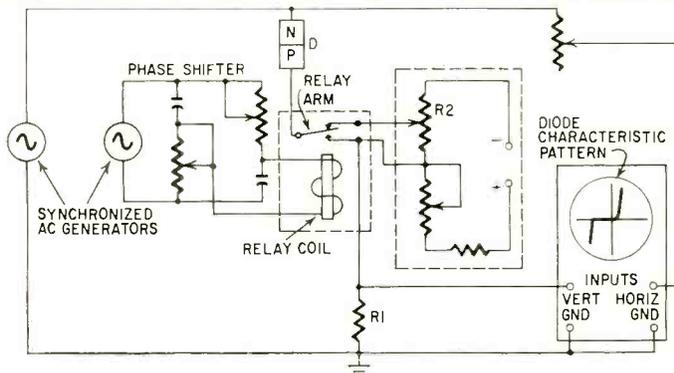 N
P
D
PHASE SHIFTER
RELAY
ARM
R2
DIODE
CHARACTERISTIC
PATTERN
SYNCHRONIZED
AC GENERATORS
RELAY COIL
−
+
INPUTS
VERT HORIZ
GND GND
R1